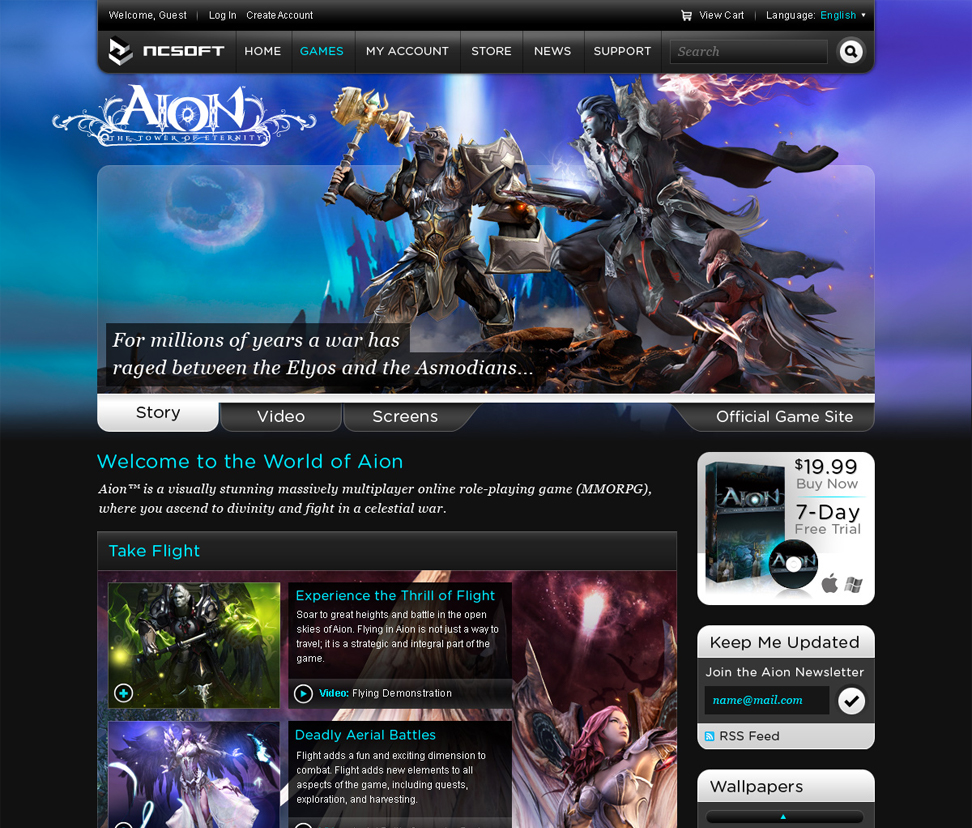 Welcome, Guest | Log In Create Account View Cart | Language: English
NCSOFT HOME GAMES MY ACCOUNT STORE NEWS SUPPORT Search
AION
THE TOWER OF ETERNITY
For millions of years a war has
raged between the Elyos and the Asmodians...
Story Video Screens Official Game Site
Welcome to the World of Aion
Aion™ is a visually stunning massively multiplayer online role-playing game (MMORPG),
where you ascend to divinity and fight in a celestial war.
Take Flight
Experience the Thrill of Flight
Soar to great heights and battle in the open
skies of Aion. Flying in Aion is not just a way to
travel; it is a strategic and integral part of the
game.
Video: Flying Demonstration
Deadly Aerial Battles
Flight adds a fun and exciting dimension to
combat. Flight adds new elements to all
aspects of the game, including quests,
exploration, and harvesting.
AION
AION
$19.99
Buy Now
7-Day
Free Trial
Keep Me Updated
Join the Aion Newsletter
name@mail.com
RSS Feed
Wallpapers